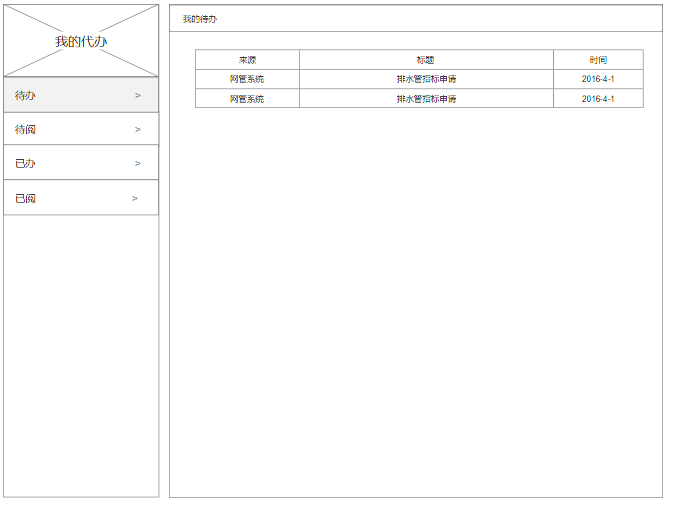 我的代办
待办 >
待阅 >
已办 >
已阅 >
我的待办
来源 标题 时间
网管系统 排水管招标申请 2016-4-1
网管系统 排水管招标申请 2016-4-1